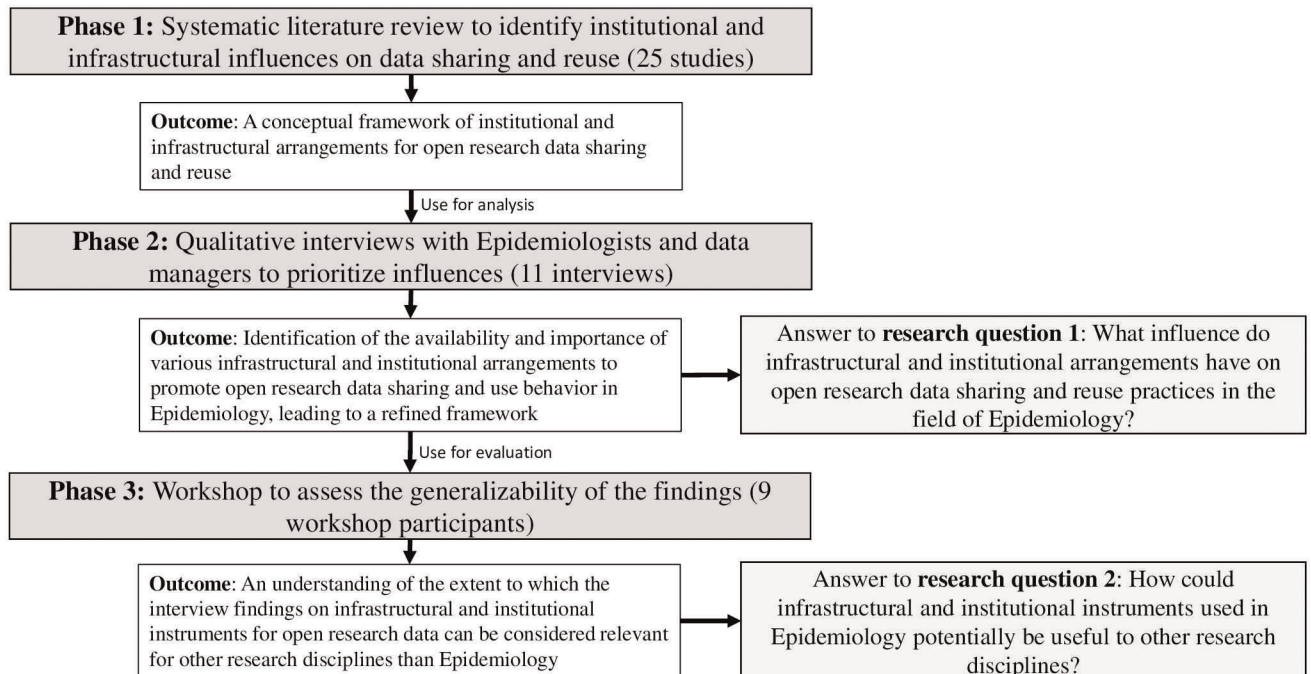 Phase 1: Systematic literature review to identify institutional and
infrastructural influences on data sharing and reuse (25 studies)
Outcome: A conceptual framework of institutional and
infrastructural arrangements for open research data sharing
and reuse
Use for analysis
Phase 2: Qualitative interviews with Epidemiologists and data
managers to prioritize influences (11 interviews)
Outcome: Identification of the availability and importance of
various infrastructural and institutional arrangements to
promote open research data sharing and use behavior in
Epidemiology, leading to a refined framework
Answer to research question 1: What influence do
infrastructural and institutional arrangements have on
open research data sharing and reuse practices in the
field of Epidemiology?
Use for evaluation
Phase 3: Workshop to assess the generalizability of the findings (9
workshop participants)
Outcome: An understanding of the extent to which the
interview findings on infrastructural and institutional
instruments for open research data can be considered relevant
for other research disciplines than Epidemiology
Answer to research question 2: How could
infrastructural and institutional instruments used in
Epidemiology potentially be useful to other research
disciplines?